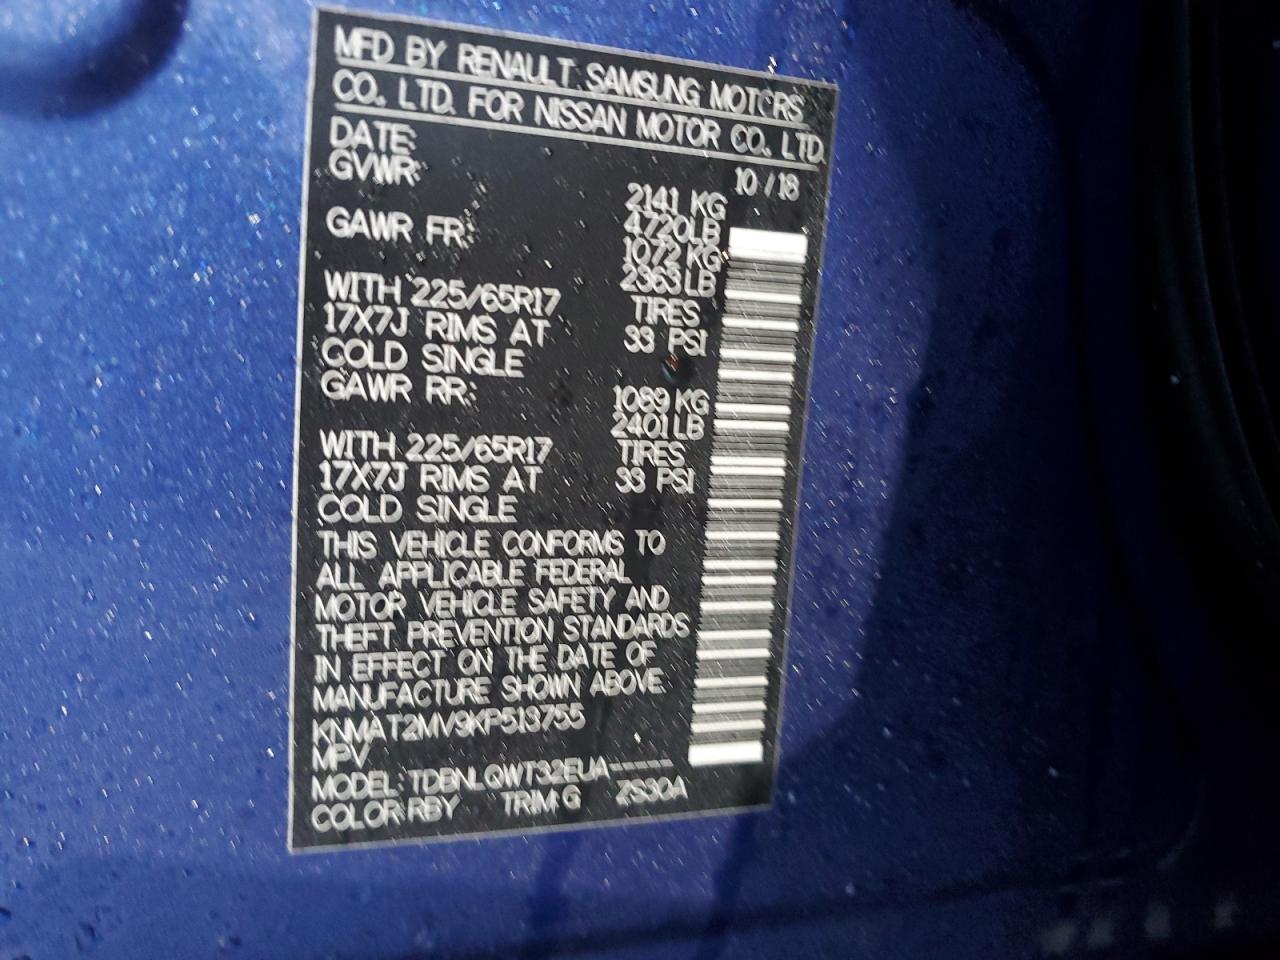 MFD BY RENAULT SAMSUNG MOTORS
CO., LTD. FOR NISSAN MOTOR CO., LTD.
DATE: 10/18
GVWR: 2141 KG
4720LB
GAWR FR: 1072 KG
2363 LB
WITH 225/65R17 TIRES
17X7J RIMS AT 33 PSI
COLD SINGLE
GAWR RR: 1089 KG
2401 LB
WITH 225/65R17 TIRES
17X7J RIMS AT 33 PSI
COLD SINGLE
THIS VEHICLE CONFORMS TO
ALL APPLICABLE FEDERAL
MOTOR VEHICLE SAFETY AND
THEFT PREVENTION STANDARDS
IN EFFECT ON THE DATE OF
MANUFACTURE SHOWN ABOVE.
KNMAT2MV9KP513755
MPV
MODEL: TDBNLQWT32EUA-----
COLOR:RBY TRIM:G ZS30A